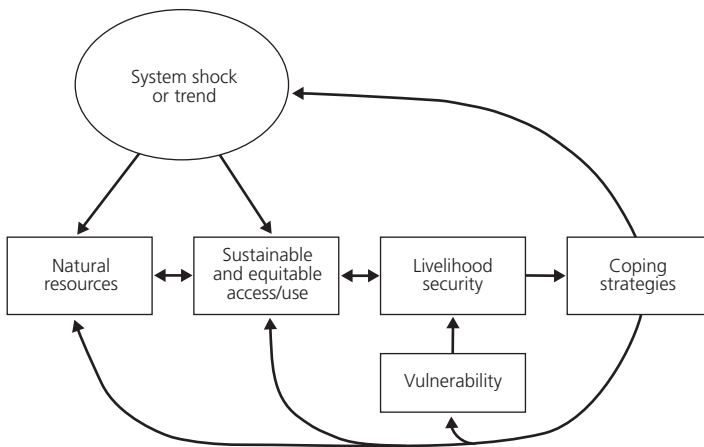 System shock
or trend
Natural
resources
Sustainable
and equitable
access/use
Livelihood
security
Coping
strategies
Vulnerability